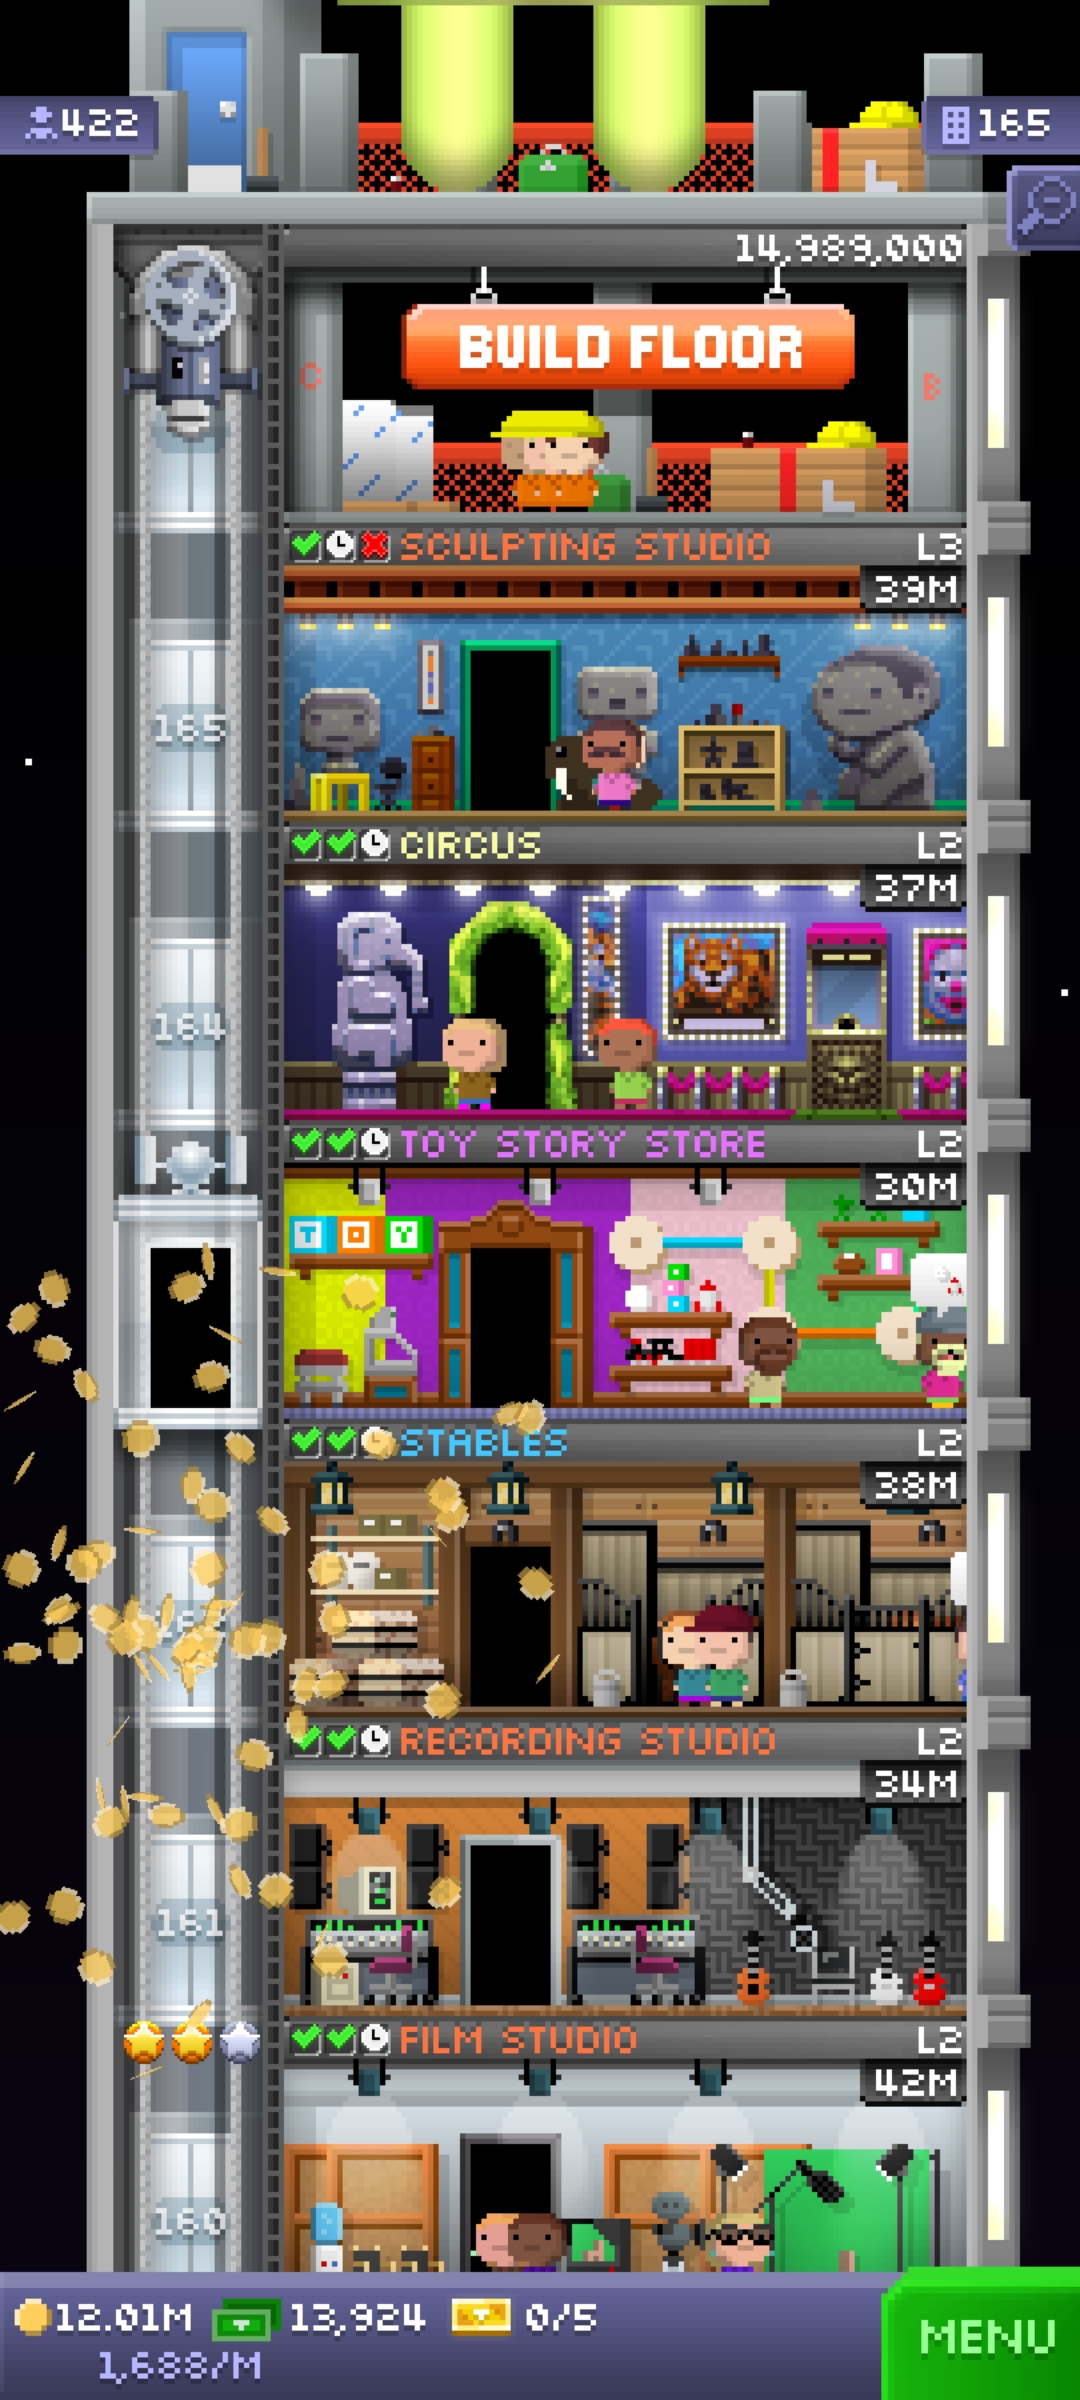 422
165
14,989,000
BUILD FLOOR
C
B
SCULPTING STUDIO L3
39M
165
CIRCUS L2
37M
164
TOY STORY STORE L2
30M
TOY
STABLES L2
38M
RECORDING STUDIO L2
34M
161
FILM STUDIO L2
42M
160
12.01M 13,924 0/5
1,688/M
MENU